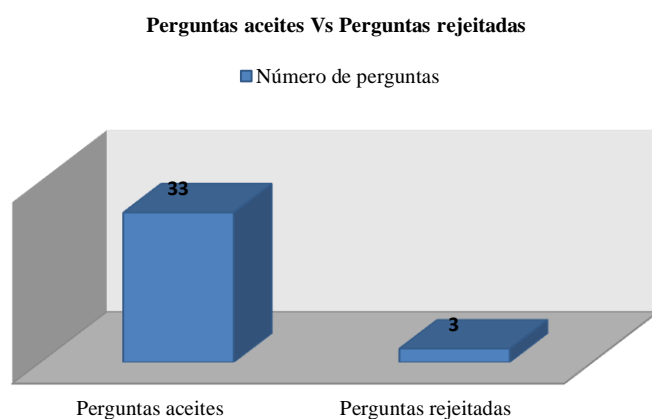 Perguntas aceites Vs Perguntas rejeitadas
Número de perguntas
33
3
Perguntas aceites
Perguntas rejeitadas